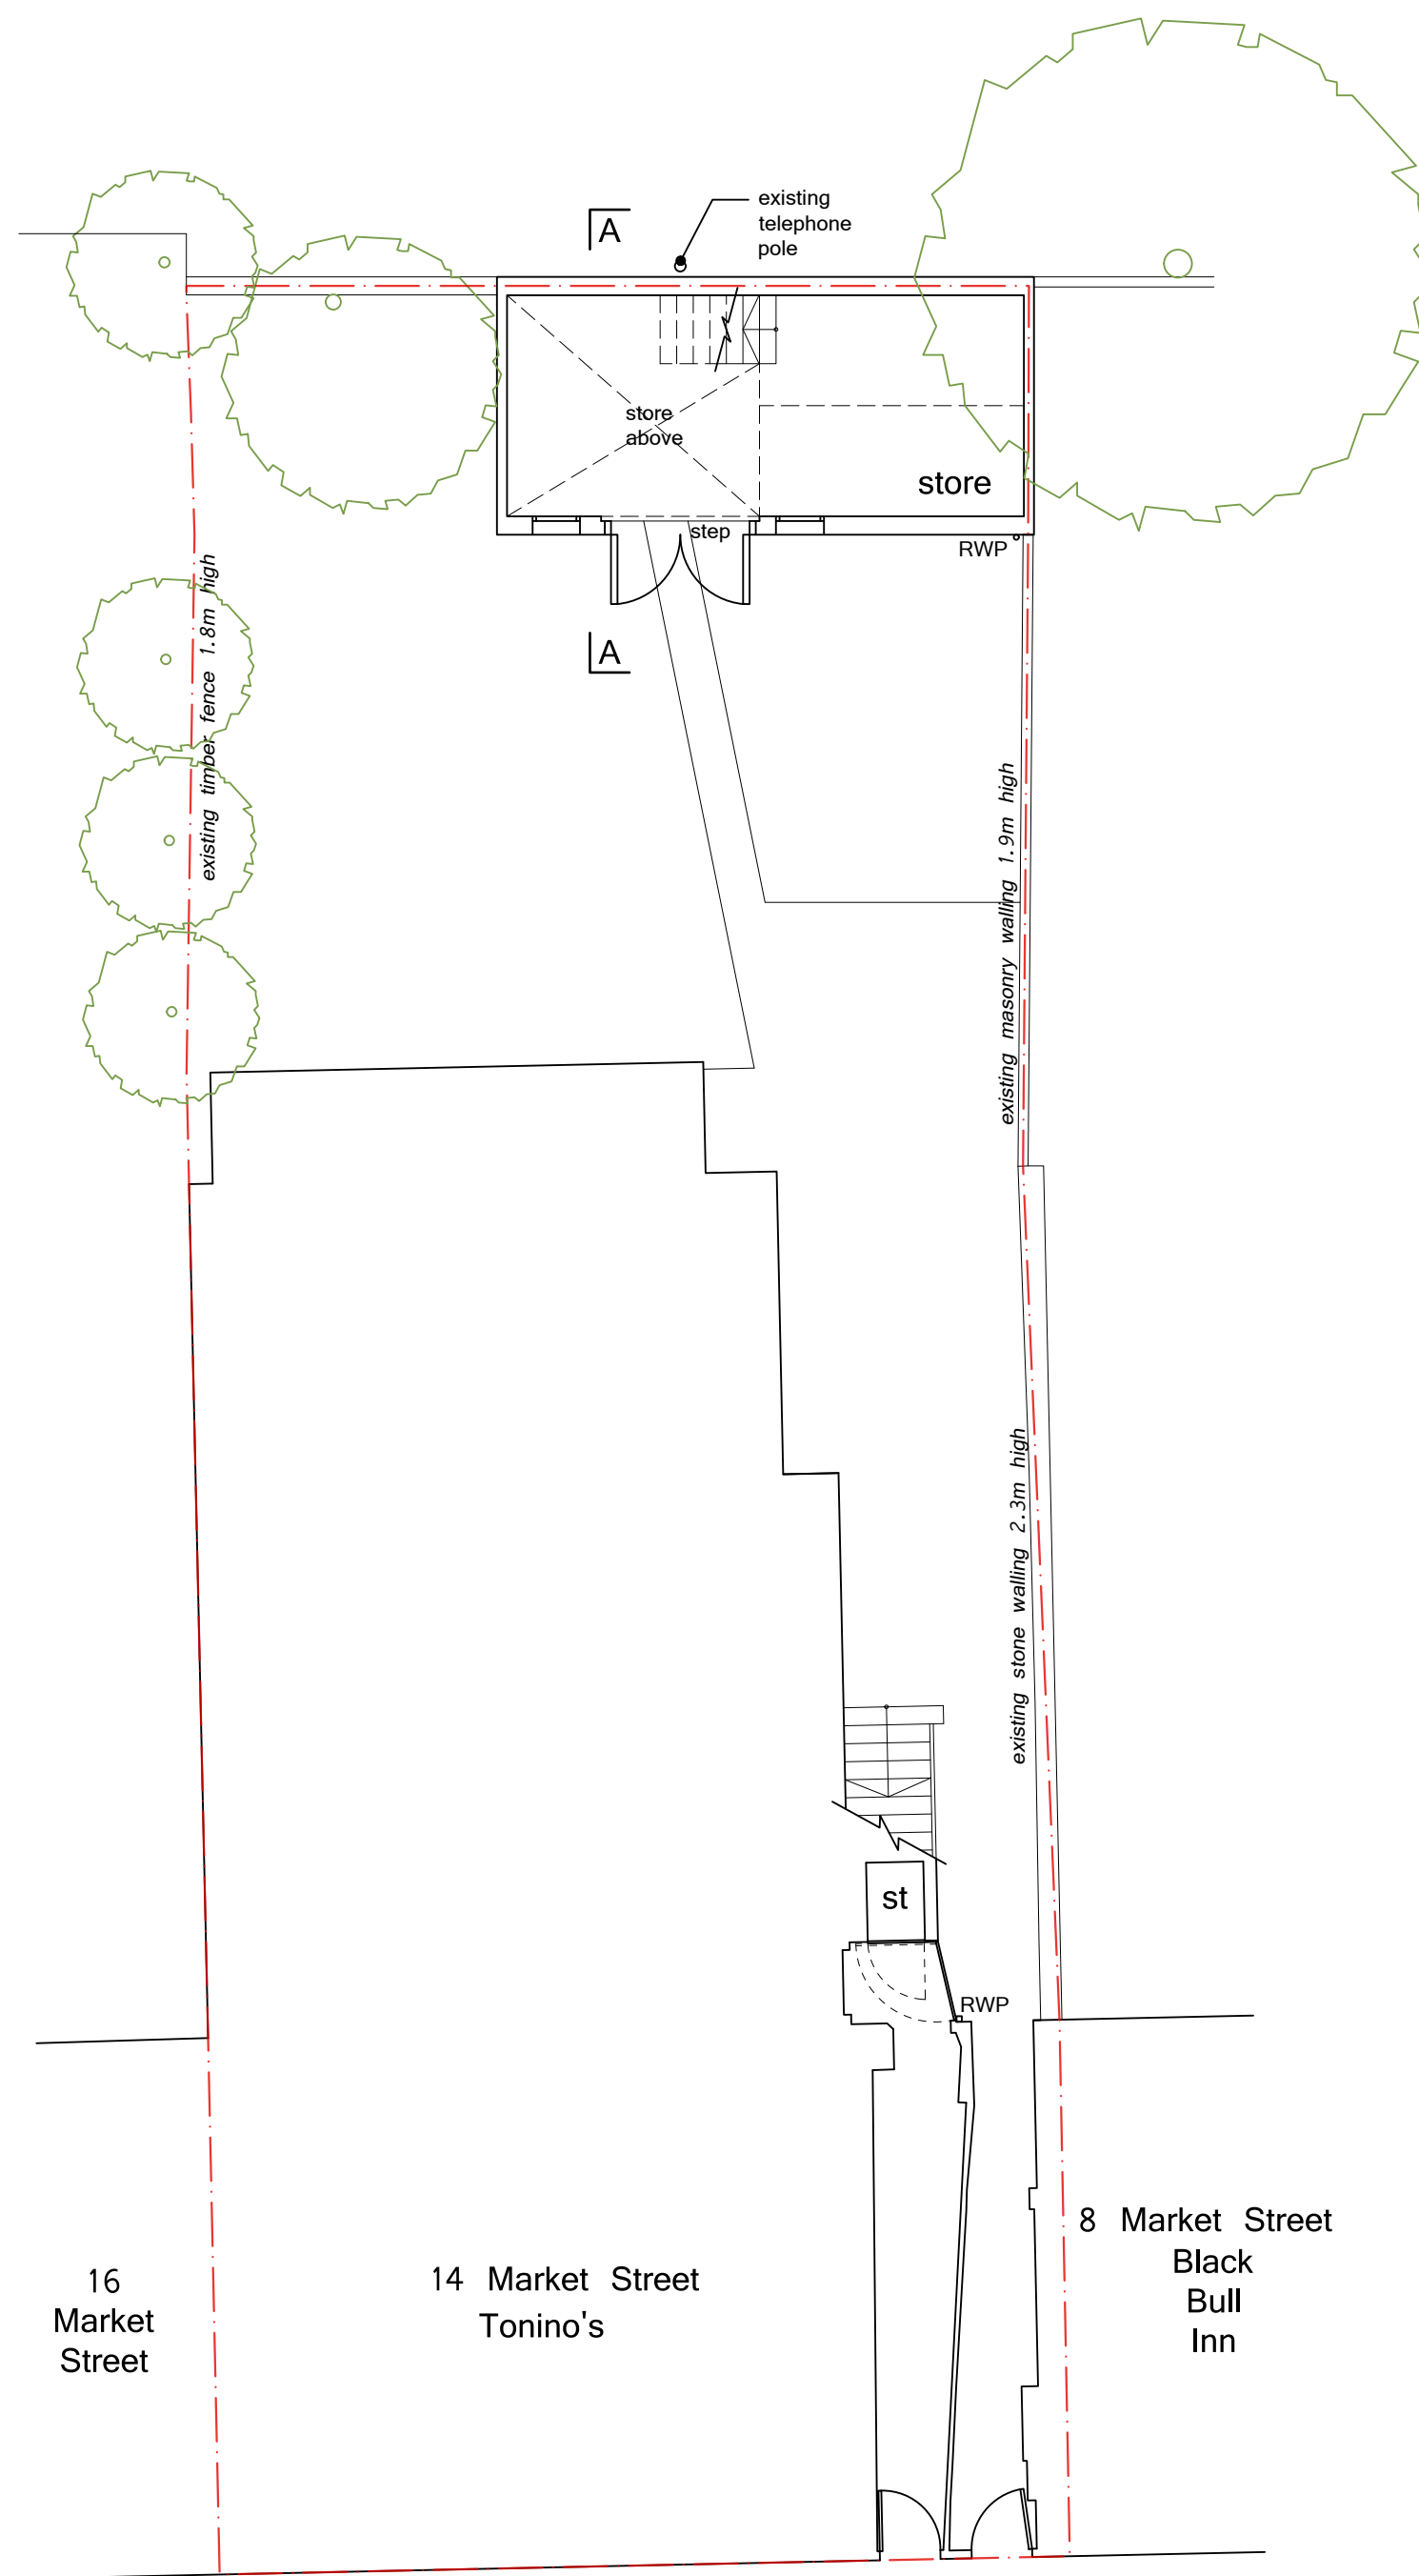 existing
telephone
pole
A
store
above
store
step
RWP
A
existing timber fence 1.8m high
existing masonry walling 1.9m high
existing stone walling 2.3m high
st
RWP
8 Market Street
Black
Bull
Inn
14 Market Street
Tonino's
16
Market
Street